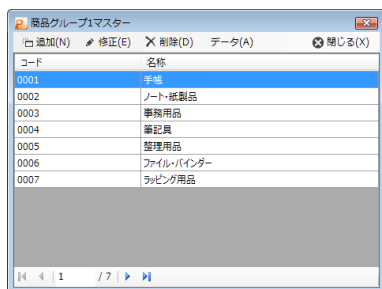 商品グループ1マスター
追加(N) 修正(E) 削除(D) データ(A) 閉じる(X)
コード 名称
0001 手帳
0002 ノート・紙製品
0003 事務用品
0004 筆記具
0005 整理用品
0006 ファイル・バインダー
0007 ラッピング用品
1 / 7